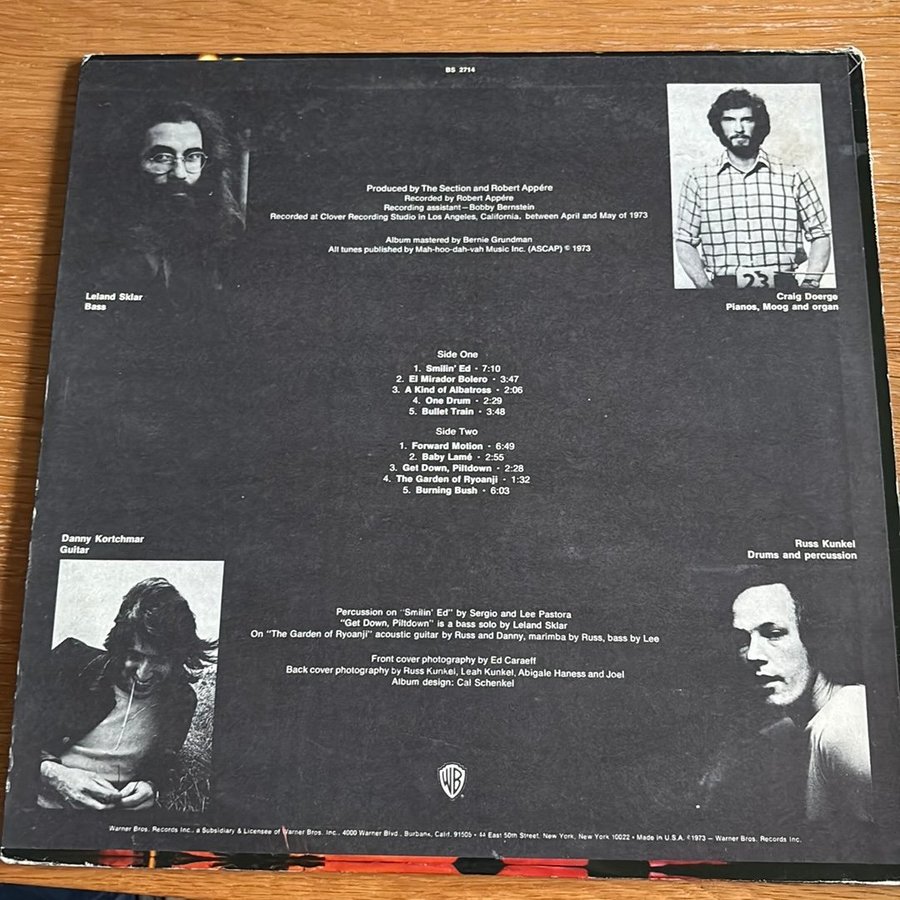 BS 2714
Produced by The Section and Robert Appére
Recorded by Robert Appére
Recording assistant—Bobby Bernstein
Recorded at Clover Recording Studio in Los Angeles, California, between April and May of 1973
Album mastered by Bernie Grundman
All tunes published by Mah-hoo-dah-vah Music Inc. (ASCAP) © 1973
23
Leland Sklar
Bass
Craig Doerge
Pianos, Moog and organ
Side One
1. Smilin' Ed · 7:10
2. El Mirador Bolero · 3:47
3. A Kind of Albatross · 2:06
4. One Drum · 2:29
5. Bullet Train · 3:48
Side Two
1. Forward Motion · 6:49
2. Baby Lamé · 2:55
3. Get Down, Piltdown · 2:28
4. The Garden of Ryoanji · 1:32
5. Burning Bush · 6:03
Danny Kortchmar
Guitar
Russ Kunkel
Drums and percussion
Percussion on "Smilin' Ed" by Sergio and Lee Pastora
"Get Down, Piltdown" is a bass solo by Leland Sklar
On "The Garden of Ryoanji" acoustic guitar by Russ and Danny, marimba by Russ, bass by Lee
Front cover photography by Ed Caraeff
Back cover photography by Russ Kunkel, Leah Kunkel, Abigale Haness and Joel
Album design: Cal Schenkel
WB
Warner Bros. Records Inc., a Subsidiary & Licensee of Warner Bros. Inc., 4000 Warner Blvd., Burbank, Calif. 91505 · 44 East 50th Street, New York, New York 10022 · Made in U.S.A. ℗1973 — Warner Bros. Records Inc.